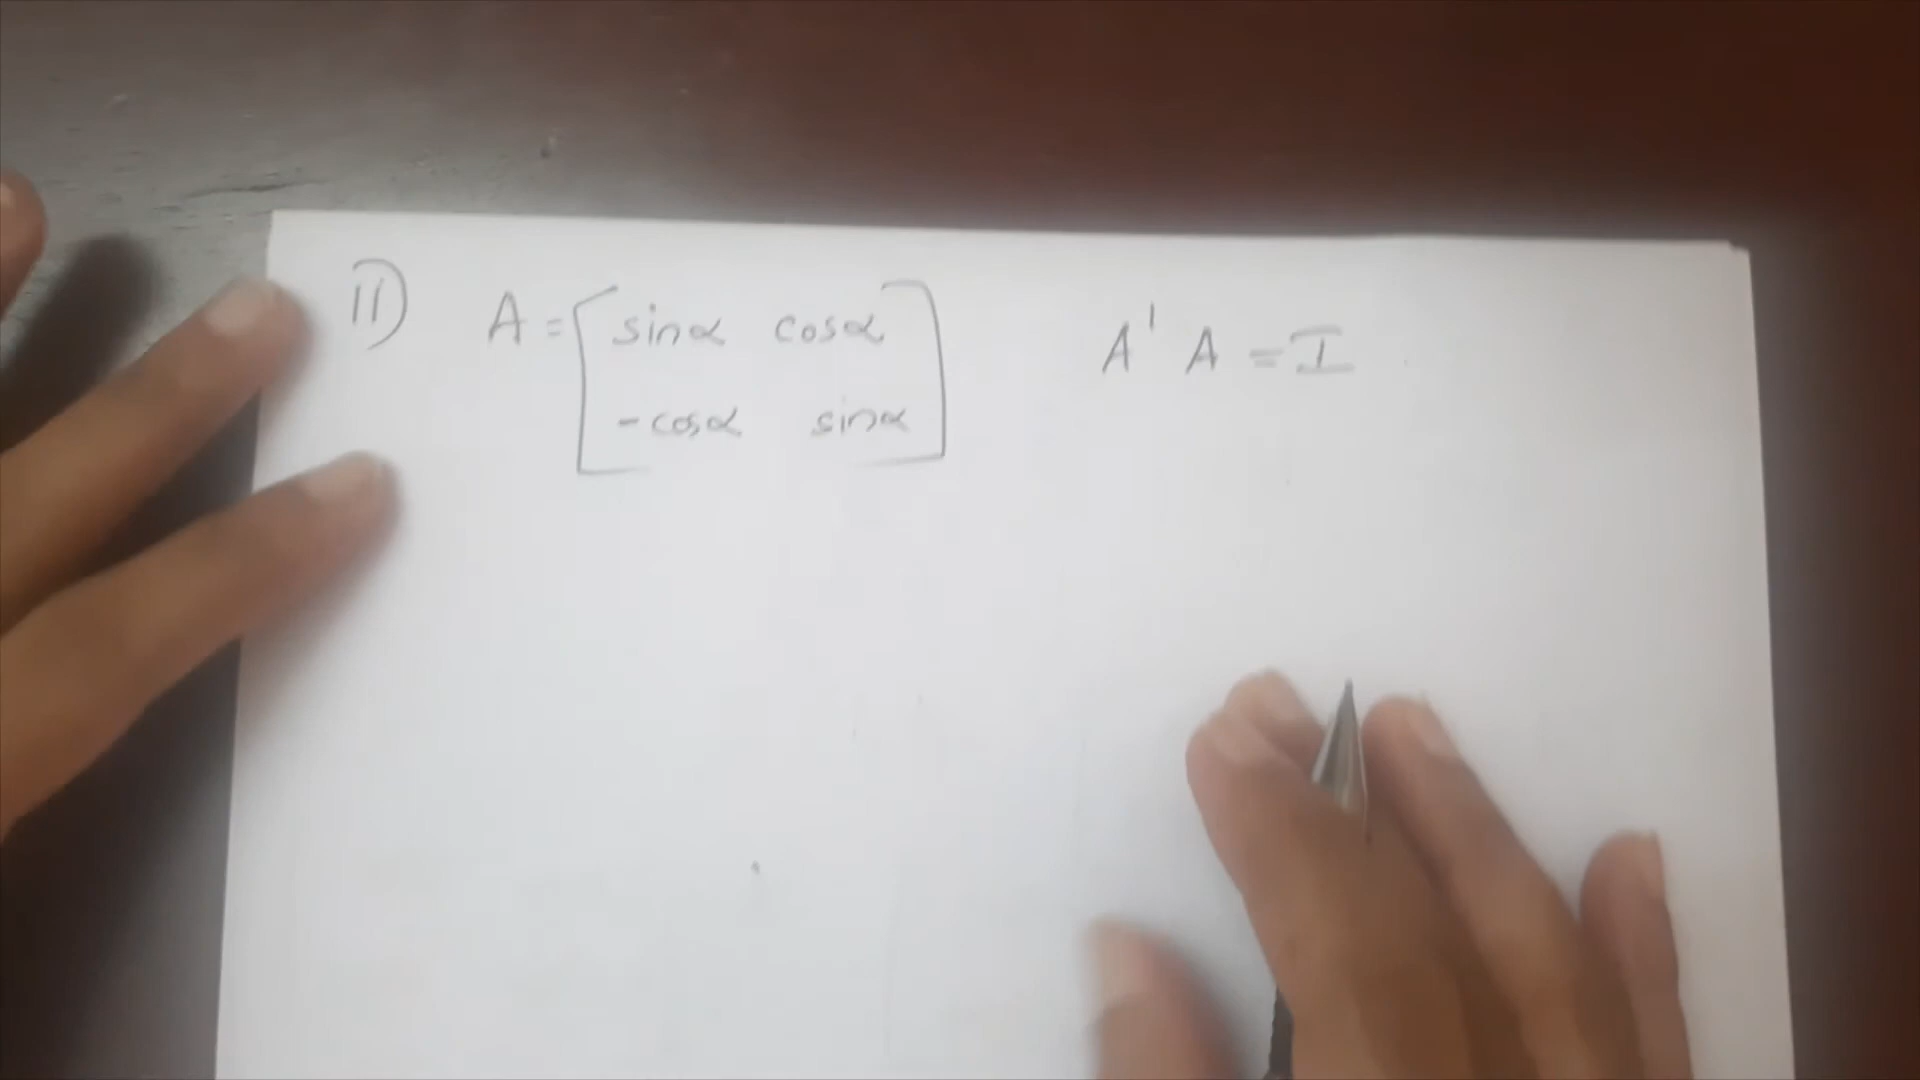 11) A = [ sinα cosα A' A = I
-cosα sinα ]